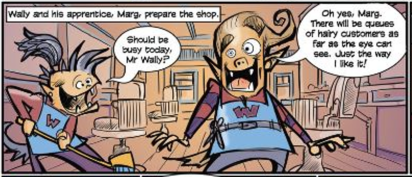 Wally and his apprentice, Marg, prepare the shop.
Should be
busy today,
Mr Wally?
Oh yes, Marg.
There will be queues
of hairy customers as
far as the eye can
see. Just the way
I like it!
W
W